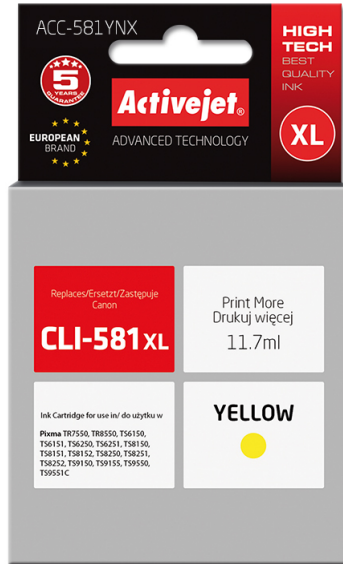 ACC-581YNX
HIGH
TECH
BEST
QUALITY
INK
5
YEARS
GUARANTEE
Activejet®
EUROPEAN
BRAND
ADVANCED TECHNOLOGY
XL
Replaces/Ersetzt/Zastępuje
Canon
CLI-581XL
Print More
Drukuj więcej
11.7ml
Ink Cartridge for use in/ do użytku w
Pixma TR7550, TR8550, TS6150,
TS6151, TS6250, TS6251, TS8150,
TS8151, TS8152, TS8250, TS8251,
TS8252, TS9150, TS9155, TS9550,
TS9551C
YELLOW